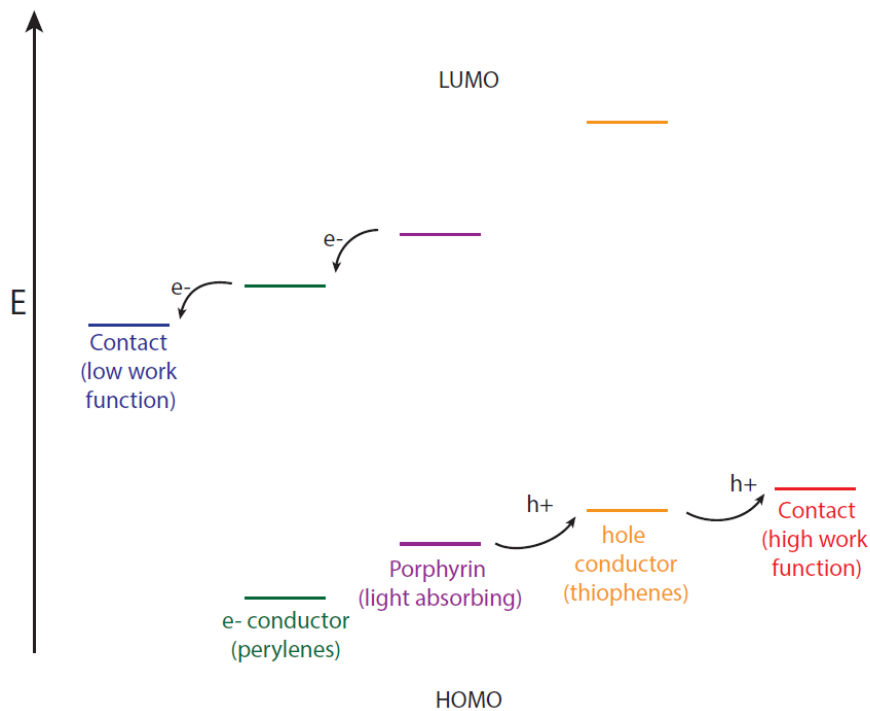 LUMO
e-
e-
E
Contact
(low work
function)
h+
h+
Contact
(high work
function)
hole
conductor
(thiophenes)
Porphyrin
(light absorbing)
e- conductor
(perylenes)
HOMO